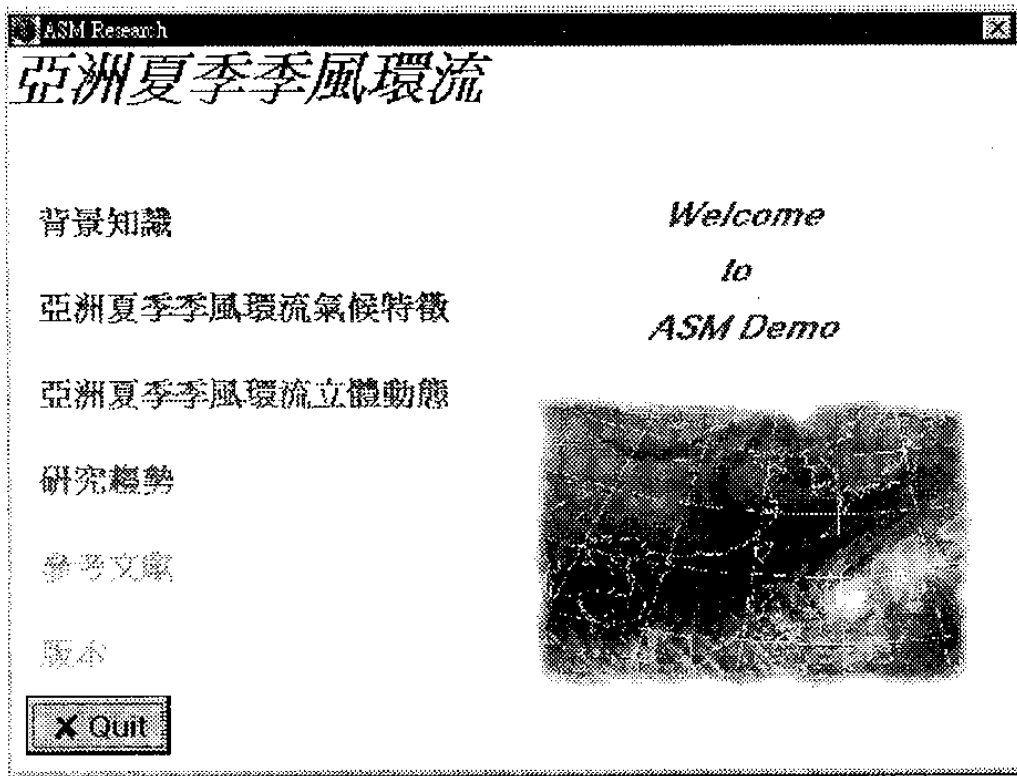 ASM Research
亞洲夏季季風環流
背景知識
亞洲夏季季風環流氣候特徵
亞洲夏季季風環流立體動態
研究趨勢
參考文獻
版本
Quit
Welcome
to
ASM Demo